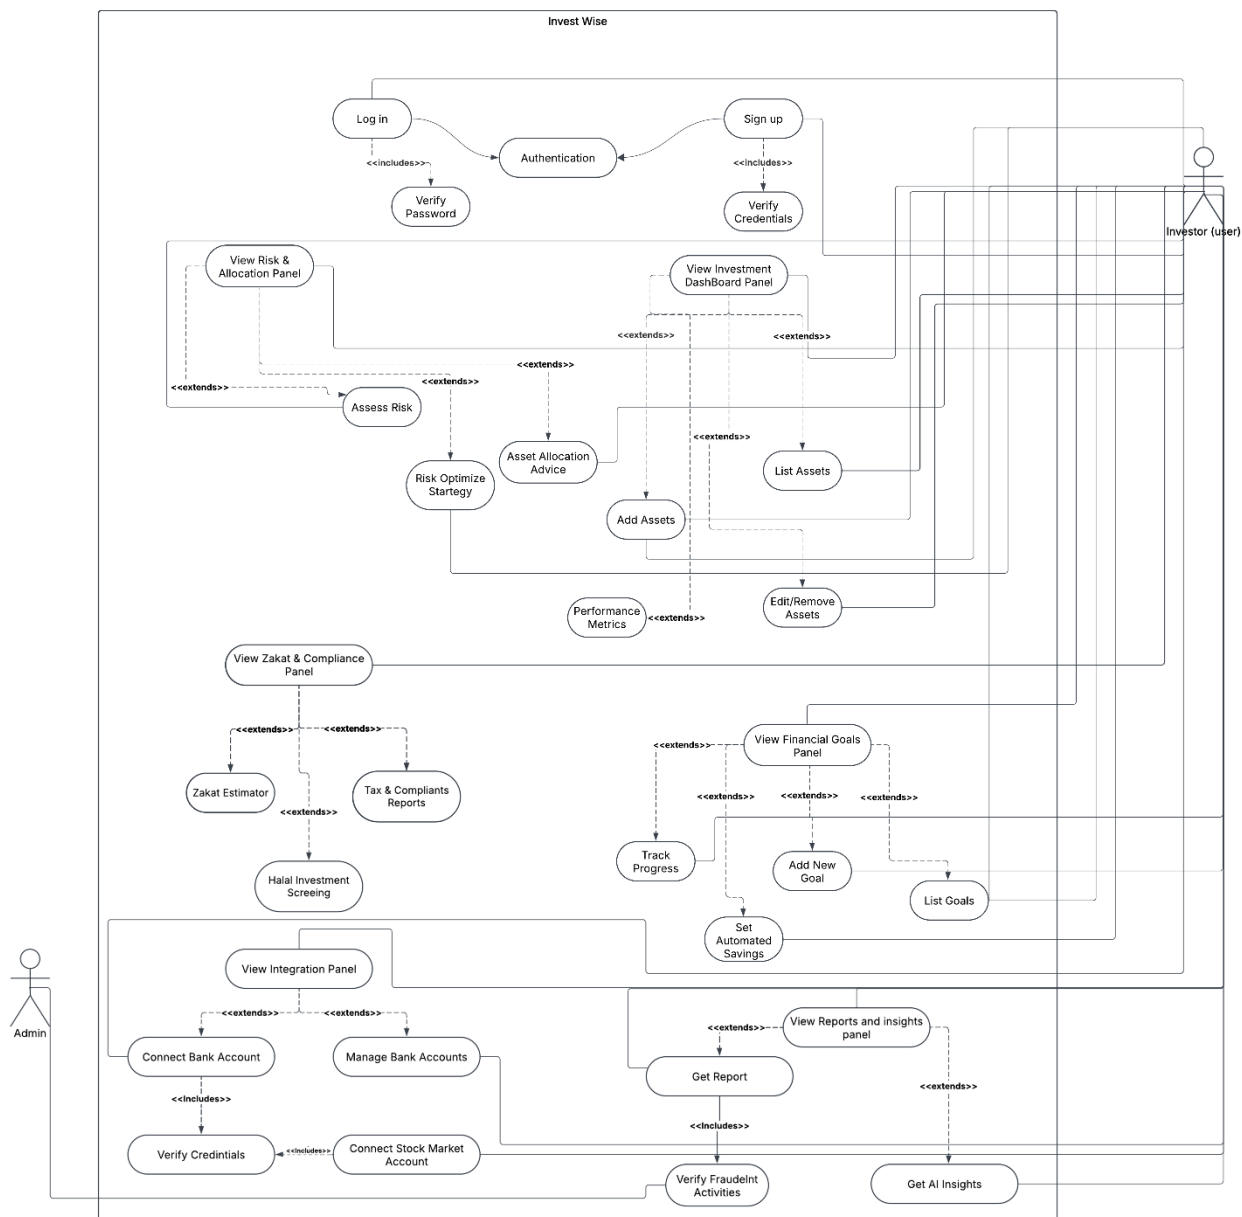 Invest Wise
Log in
Sign up
Authentication
<<includes>>
<<includes>>
Verify
Password
Verify
Credentials
Investor (user)
View Risk &
Allocation Panel
View Investment
DashBoard Panel
<<extends>>
<<extends>>
<<extends>>
<<extends>>
<<extends>>
Assess Risk
<<extends>>
Asset Allocation
Advice
List Assets
Risk Optimize
Startegy
Add Assets
Edit/Remove
Assets
Performance
Metrics
<<extends>>
View Zakat & Compliance
Panel
<<extends>>
<<extends>>
View Financial Goals
Panel
<<extends>>
Zakat Estimator
Tax & Compliants
Reports
<<extends>>
<<extends>>
<<extends>>
<<extends>>
Track
Progress
Add New
Goal
Halal Investment
Screeing
List Goals
Set
Automated
Savings
View Integration Panel
Admin
<<extends>>
<<extends>>
View Reports and insights
panel
<<extends>>
Connect Bank Account
Manage Bank Accounts
Get Report
<<extends>>
<<Includes>>
<<Includes>>
Verify Credintials
<<Includes>>
Connect Stock Market
Account
Verify Fraudelnt
Activities
Get AI Insights